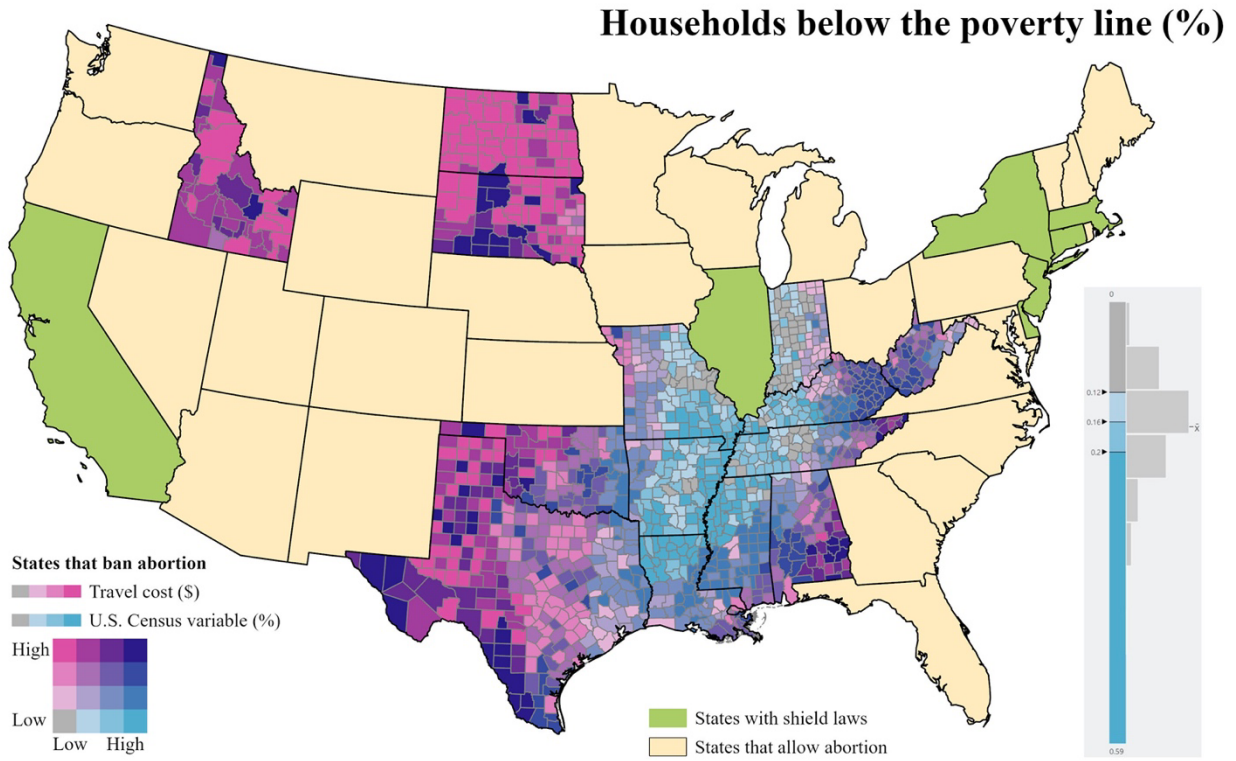 Households below the poverty line (%)
0
0.12
0.16
0.2
0.59
States that ban abortion
Travel cost ($)
U.S. Census variable (%)
High
Low
Low High
States with shield laws
States that allow abortion